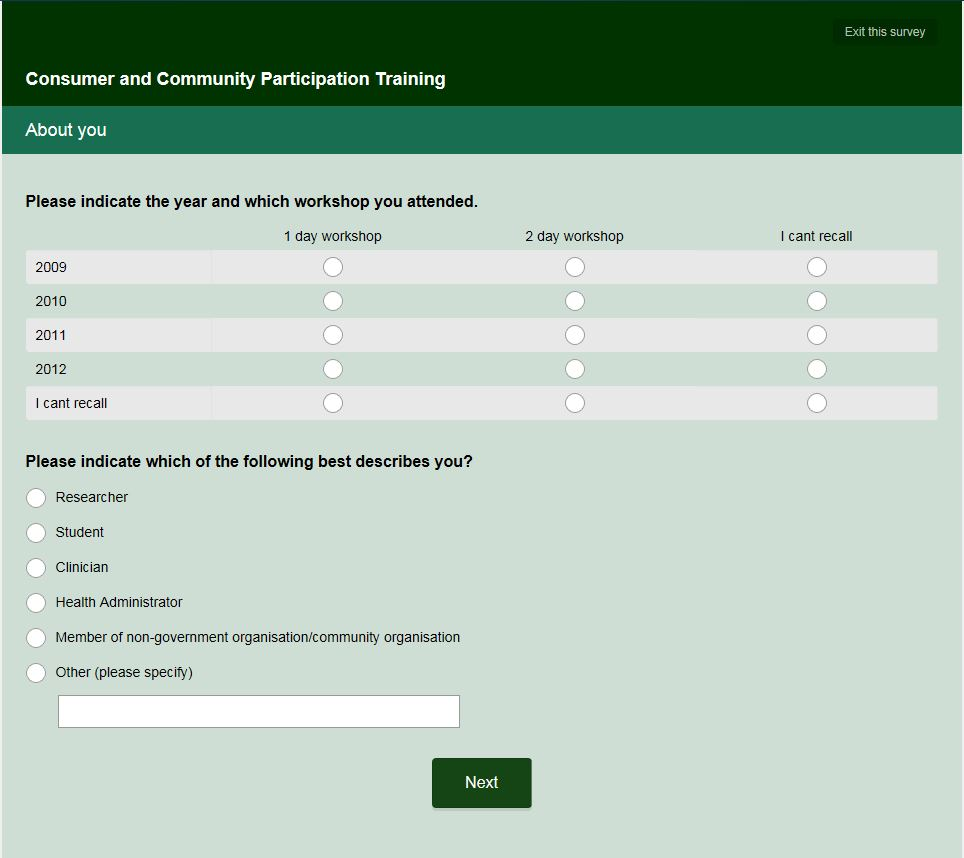 Exit this survey
Consumer and Community Participation Training
About you
Please indicate the year and which workshop you attended.
1 day workshop 2 day workshop I cant recall
2009
2010
2011
2012
I cant recall
Please indicate which of the following best describes you?
Researcher
Student
Clinician
Health Administrator
Member of non-government organisation/community organisation
Other (please specify)
Next